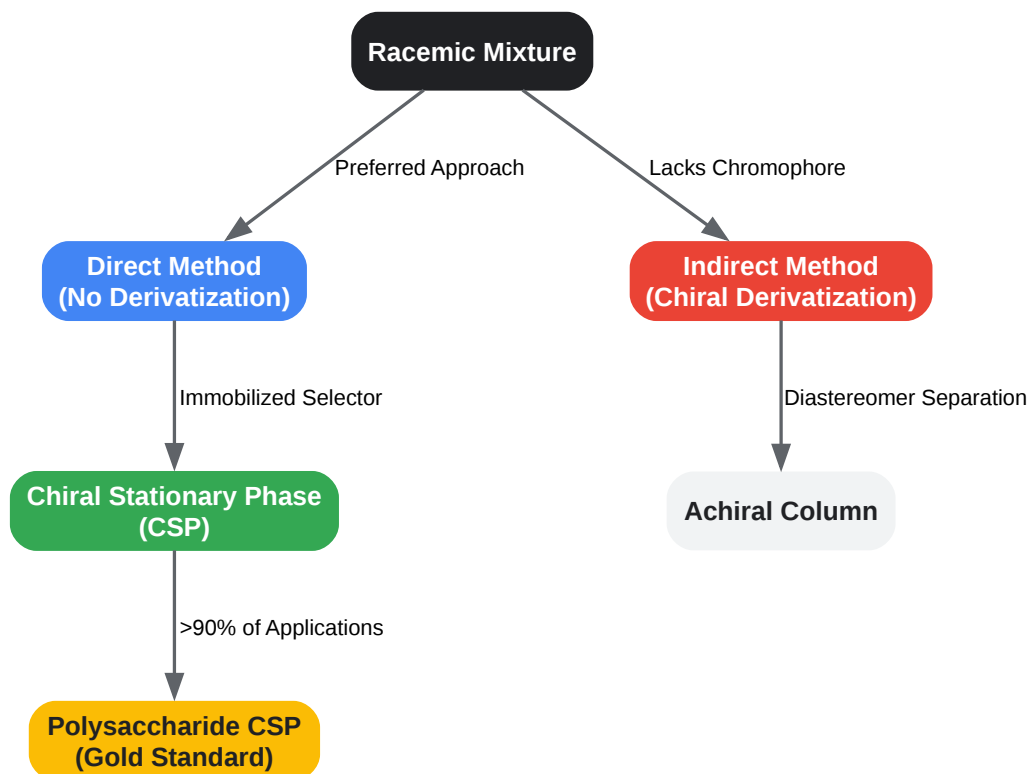 Racemic Mixture
Preferred Approach
Lacks Chromophore
Direct Method
(No Derivatization)
Indirect Method
(Chiral Derivatization)
Immobilized Selector
Diastereomer Separation
Chiral Stationary Phase
(CSP)
Achiral Column
>90% of Applications
Polysaccharide CSP
(Gold Standard)